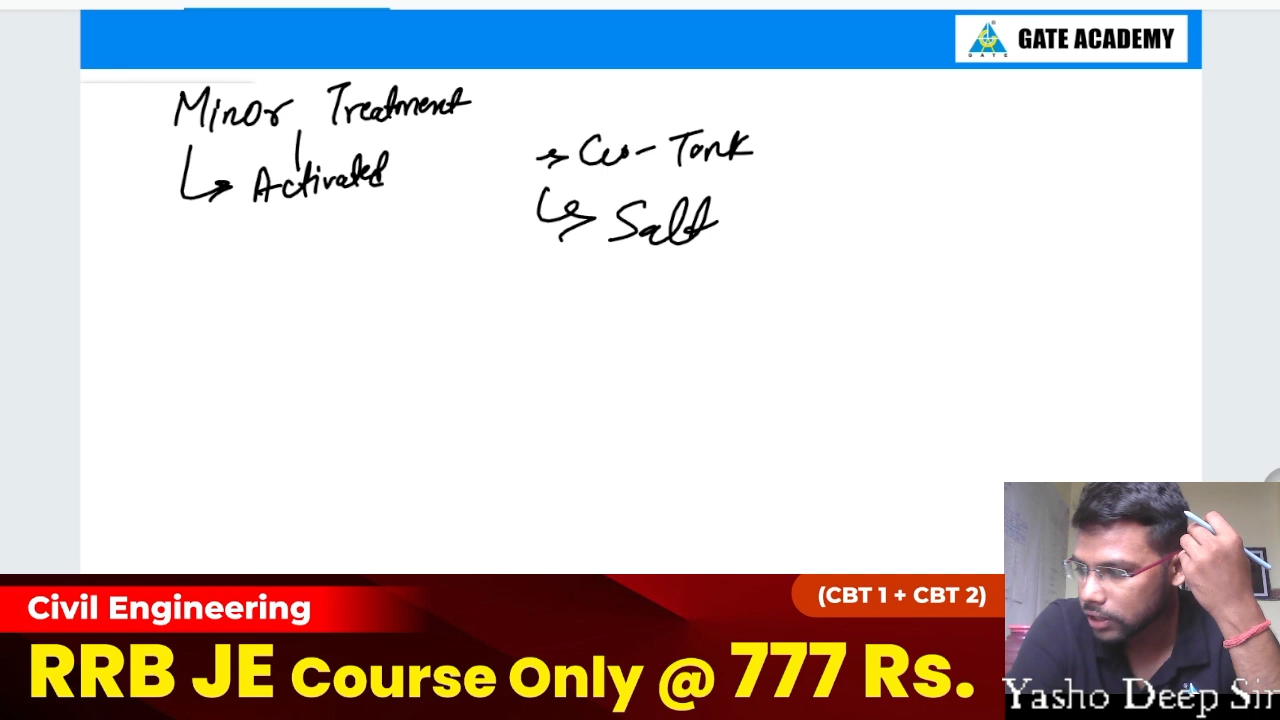 GATE ACADEMY
GATE
Minor Treatment
Activated
Tank
Salt
Civil Engineering
(CBT 1 + CBT 2)
RRB JE Course Only @ 777 Rs.
Yasho Deep Sir